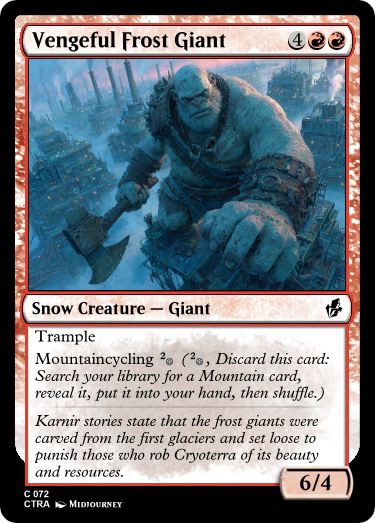 Vengeful Frost Giant 4
Snow Creature — Giant
Trample
Mountaincycling 2 (2, Discard this card:
Search your library for a Mountain card,
reveal it, put it into your hand, then shuffle.)
Karnir stories state that the frost giants were
carved from the first glaciers and set loose to
punish those who rob Cryoterra of its beauty
and resources.
6/4
C 072
CTRA Midjourney